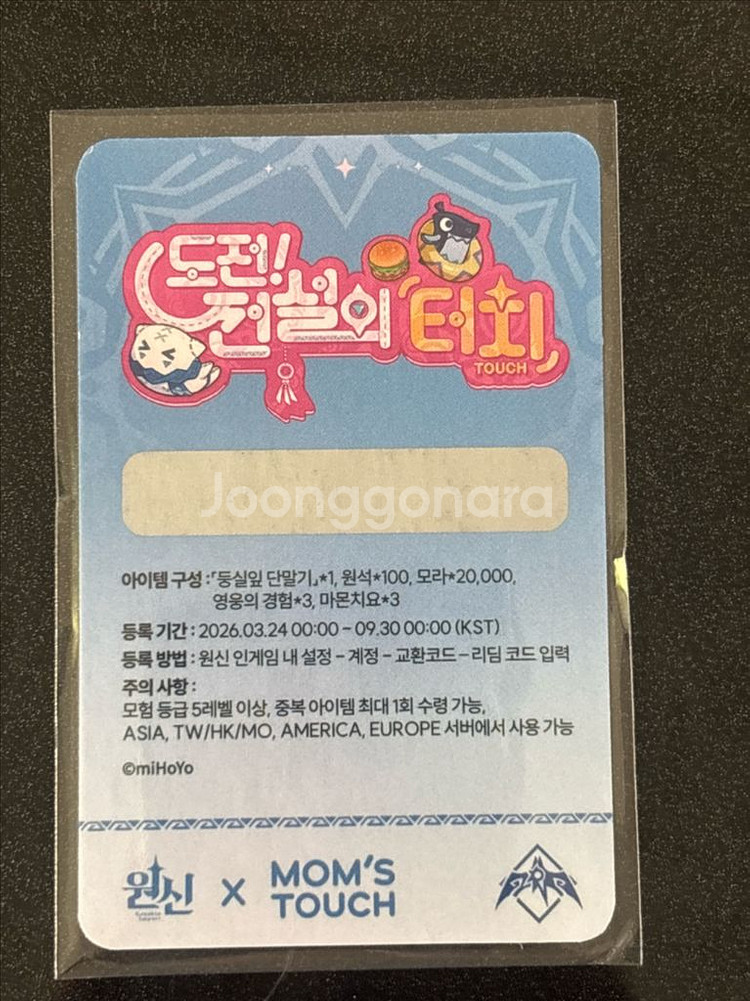 도전!
전설의 '터치'
TOUCH
Joonggonara
아이템 구성 : 「둥실잎 단말기」*1, 원석*100, 모라*20,000,
영웅의 경험*3, 마몬치요*3
등록 기간 : 2026.03.24 00:00 – 09.30 00:00 (KST)
등록 방법 : 원신 인게임 내 설정 – 계정 – 교환코드 – 리딤 코드 입력
주의 사항 :
모험 등급 5레벨 이상, 중복 아이템 최대 1회 수령 가능,
ASIA, TW/HK/MO, AMERICA, EUROPE 서버에서 사용 가능
©miHoYo
원신 X MOM'S TOUCH